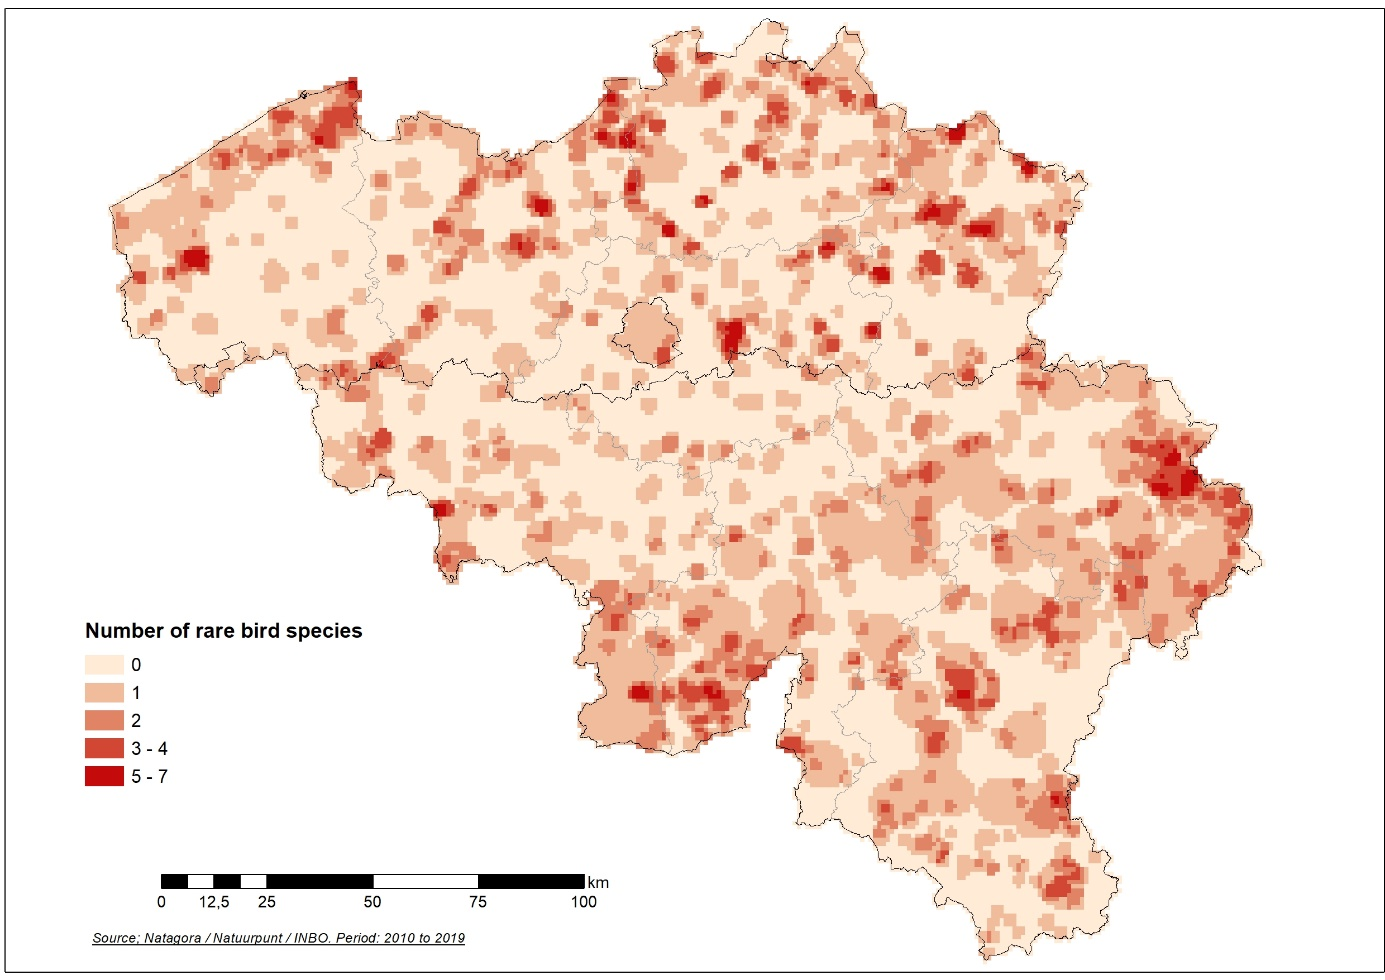 Number of rare bird species
0
1
2
3 - 4
5 - 7
km
0 12,5 25 50 75 100
Source; Natagora / Natuurpunt / INBO. Period: 2010 to 2019